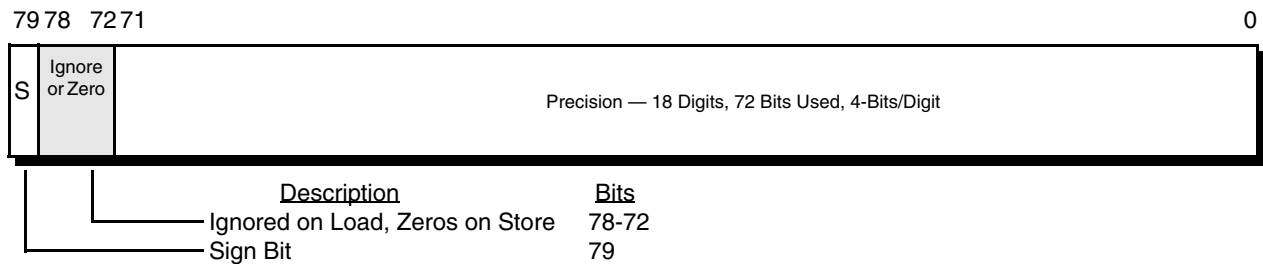 79 78 72 71 0
S
Ignore
or Zero
Precision — 18 Digits, 72 Bits Used, 4-Bits/Digit
Description Bits
Ignored on Load, Zeros on Store 78-72
Sign Bit 79